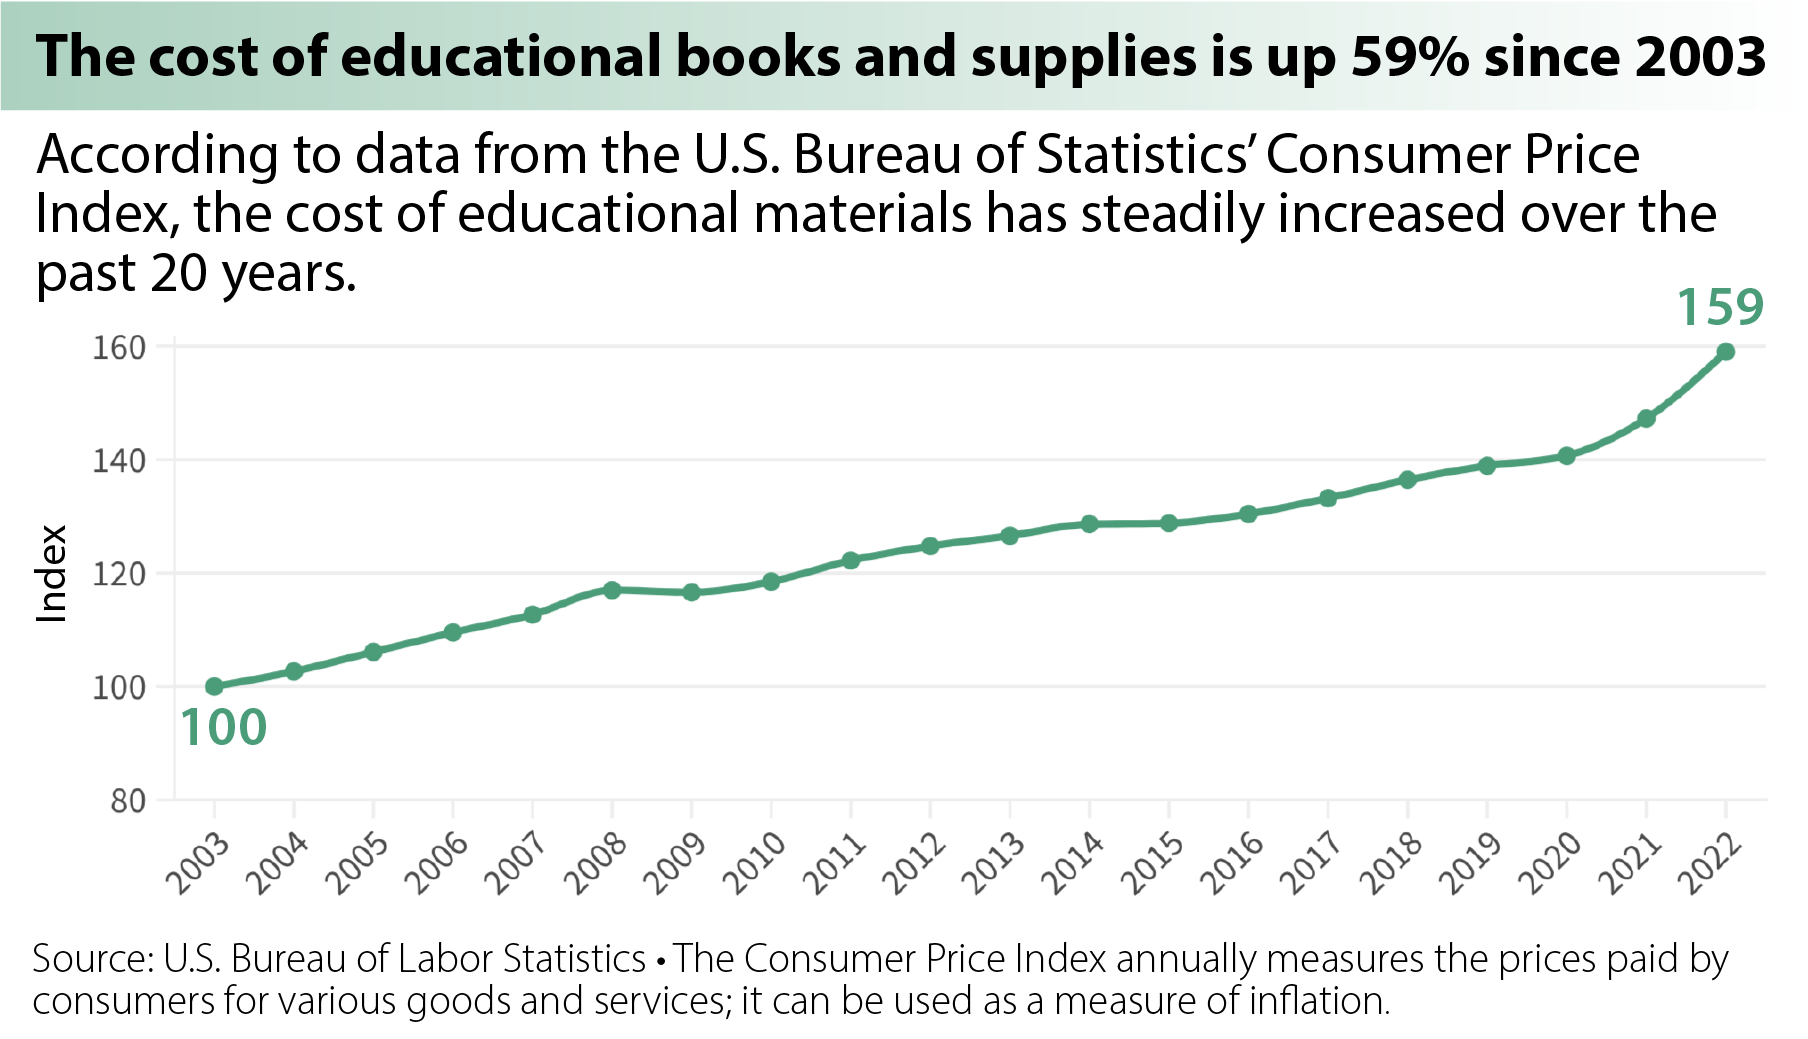 The cost of educational books and supplies is up 59% since 2003
According to data from the U.S. Bureau of Statistics’ Consumer Price
Index, the cost of educational materials has steadily increased over the
past 20 years.
159
160
140
120
100
80
Index
100
2003 2004 2005 2006 2007 2008 2009 2010 2011 2012 2013 2014 2015 2016 2017 2018 2019 2020 2021 2022
Source: U.S. Bureau of Labor Statistics • The Consumer Price Index annually measures the prices paid by
consumers for various goods and services; it can be used as a measure of inflation.